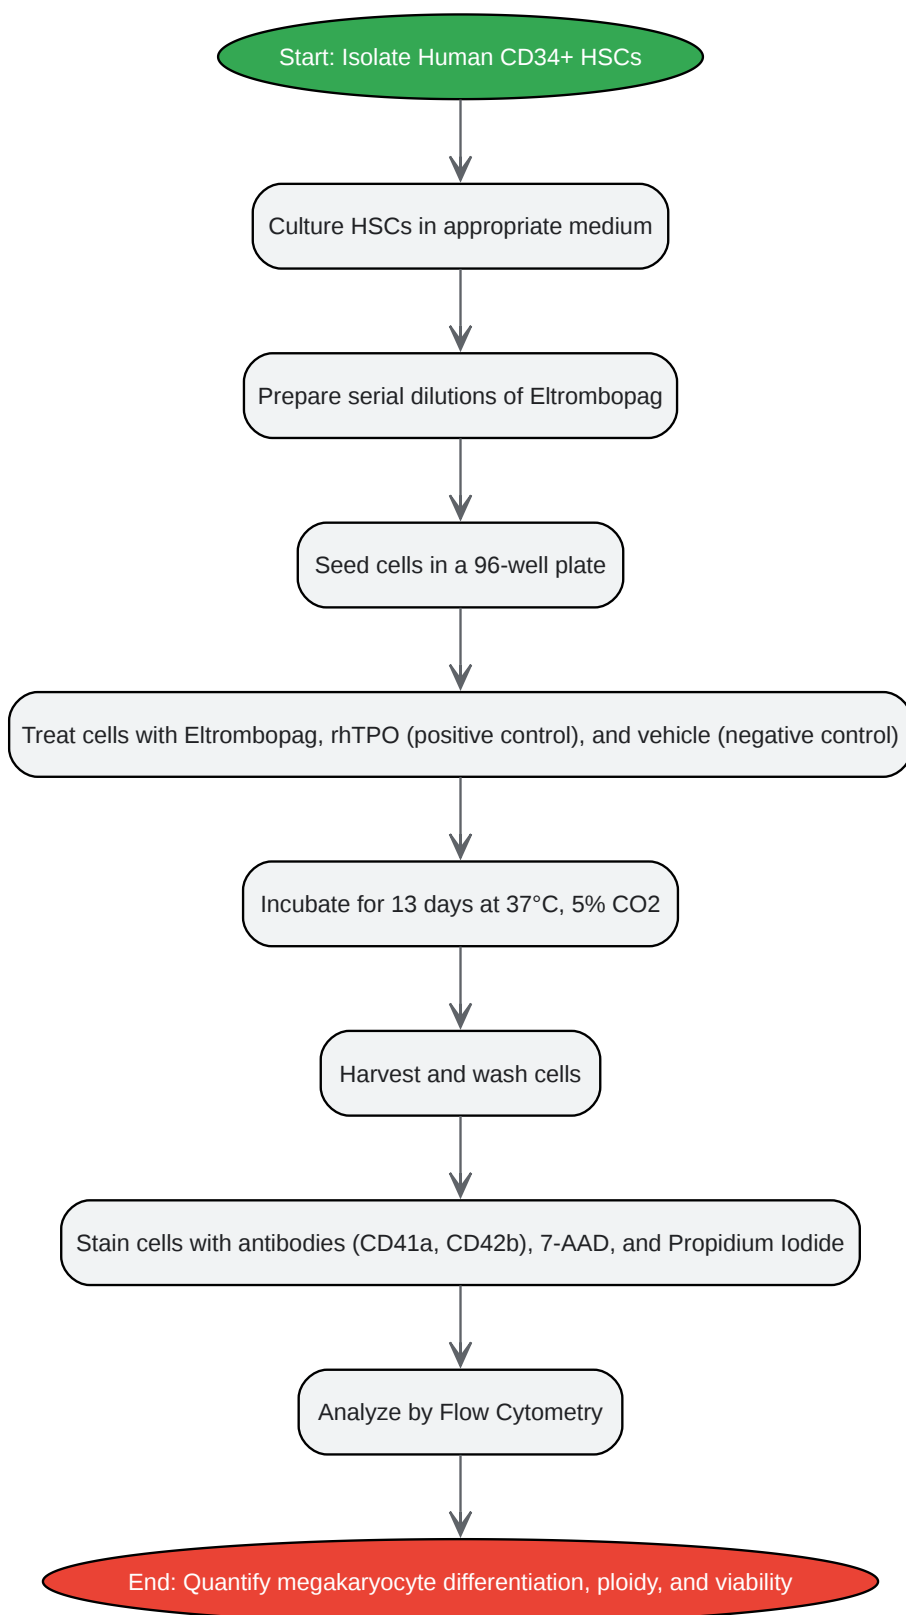 Start: Isolate Human CD34+ HSCs
Culture HSCs in appropriate medium
Prepare serial dilutions of Eltrombopag
Seed cells in a 96-well plate
Treat cells with Eltrombopag, rhTPO (positive control), and vehicle (negative control)
Incubate for 13 days at 37°C, 5% CO2
Harvest and wash cells
Stain cells with antibodies (CD41a, CD42b), 7-AAD, and Propidium Iodide
Analyze by Flow Cytometry
End: Quantify megakaryocyte differentiation, ploidy, and viability